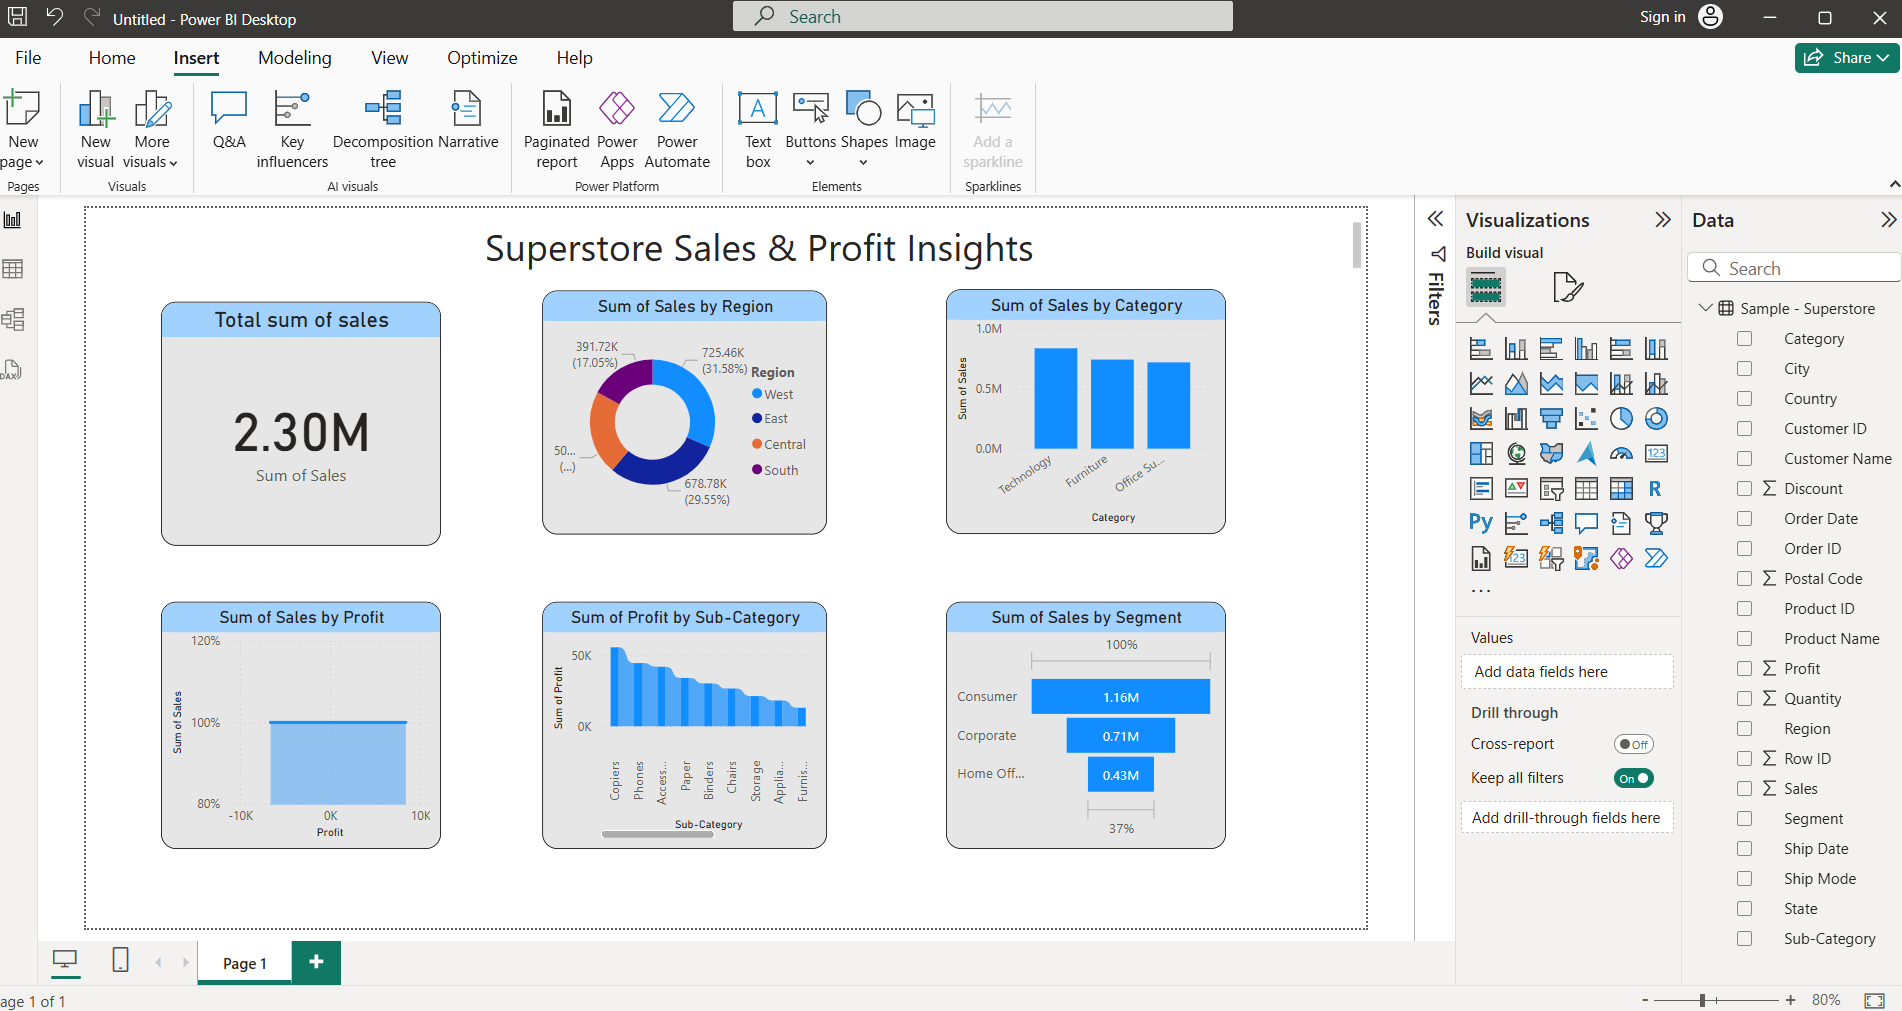 Untitled - Power BI Desktop
Search
Sign in
File
Home
Insert
Modeling
View
Optimize
Help
Share
New page
Pages
New visual
More visuals
Visuals
Q&A
Key influencers
Decomposition tree
Narrative
AI visuals
Paginated report
Power Apps
Power Automate
Power Platform
Text box
Buttons
Shapes
Image
Elements
Add a sparkline
Sparklines
DAX
Superstore Sales & Profit Insights
Total sum of sales
2.30M
Sum of Sales
Sum of Sales by Region
391.72K
(17.05%)
725.46K
(31.58%)
50...
(...)
678.78K
(29.55%)
Region
West
East
Central
South
Sum of Sales by Category
1.0M
0.5M
0.0M
Sum of Sales
Technology
Furniture
Office Su...
Category
Sum of Sales by Profit
120%
100%
80%
Sum of Sales
-10K
0K
10K
Profit
Sum of Profit by Sub-Category
50K
0K
Sum of Profit
Copiers
Phones
Access...
Paper
Binders
Chairs
Storage
Applia...
Furnis...
Sub-Category
Sum of Sales by Segment
100%
Consumer
1.16M
Corporate
0.71M
Home Off...
0.43M
37%
Filters
Visualizations
Build visual
123
R
Py
123
...
Values
Add data fields here
Drill through
Cross-report
Off
Keep all filters
On
Add drill-through fields here
Data
Search
Sample - Superstore
Category
City
Country
Customer ID
Customer Name
∑ Discount
Order Date
Order ID
∑ Postal Code
Product ID
Product Name
∑ Profit
∑ Quantity
Region
∑ Row ID
∑ Sales
Segment
Ship Date
Ship Mode
State
Sub-Category
Page 1
+
age 1 of 1
- + 80%